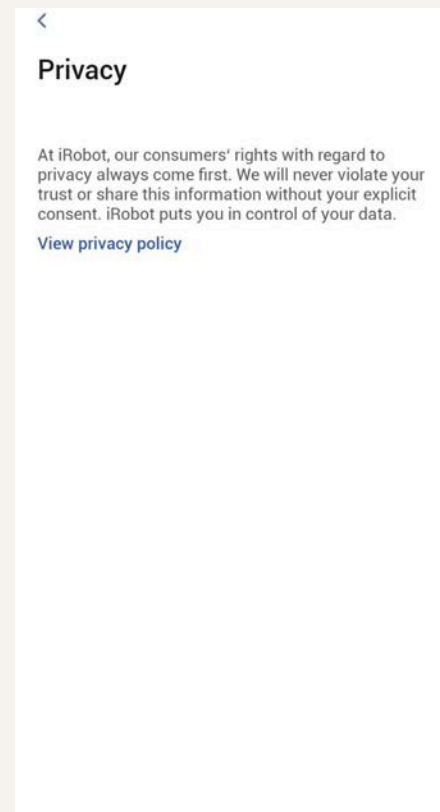 Privacy
At iRobot, our consumers‘ rights with regard to
privacy always come first. We will never violate your
trust or share this information without your explicit
consent. iRobot puts you in control of your data.
View privacy policy